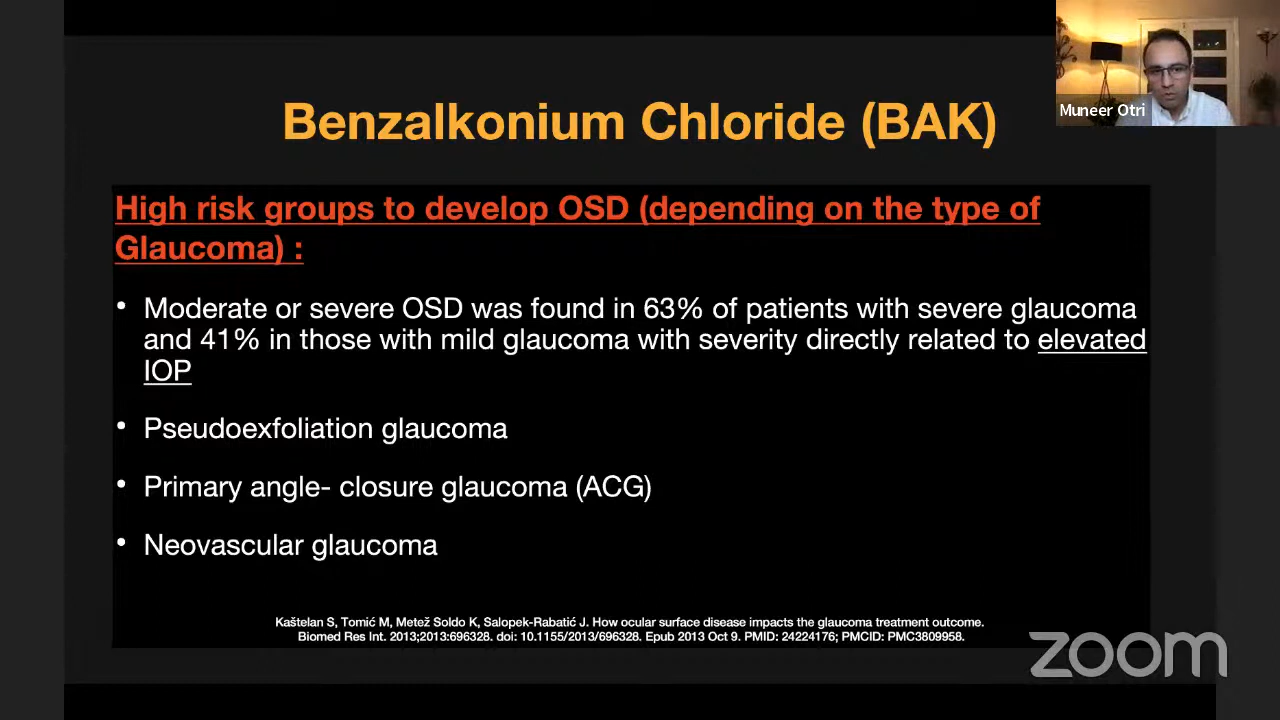 Benzalkonium Chloride (BAK)
Muneer Otri
High risk groups to develop OSD (depending on the type of
Glaucoma) :
• Moderate or severe OSD was found in 63% of patients with severe glaucoma
and 41% in those with mild glaucoma with severity directly related to elevated
IOP
• Pseudoexfoliation glaucoma
• Primary angle- closure glaucoma (ACG)
• Neovascular glaucoma
Kaštelan S, Tomić M, Metež Soldo K, Salopek-Rabatić J. How ocular surface disease impacts the glaucoma treatment outcome.
Biomed Res Int. 2013;2013:696328. doi: 10.1155/2013/696328. Epub 2013 Oct 9. PMID: 24224176; PMCID: PMC3809958.
zoom